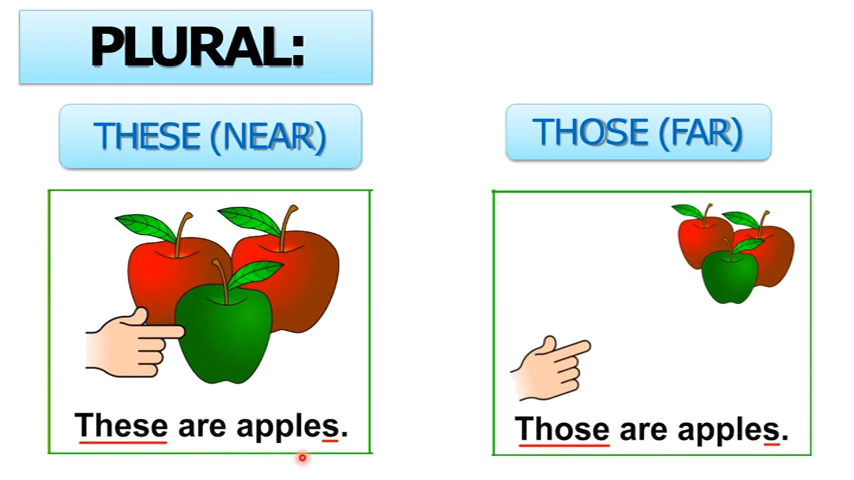 PLURAL:
THESE (NEAR)
THOSE (FAR)
These are apples.
Those are apples.